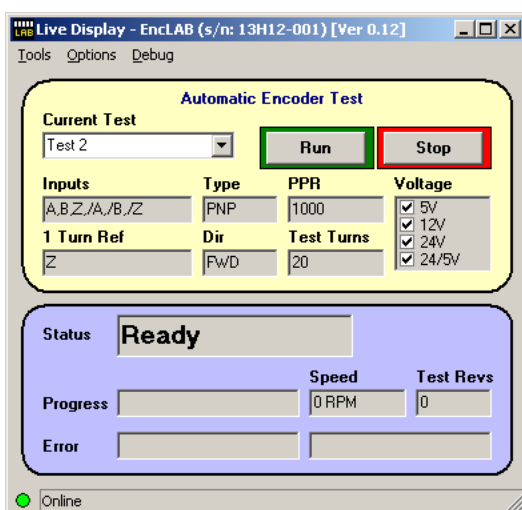 LAB Live Display - EncLAB (s/n: 13H12-001) [Ver 0.12]
Tools Options Debug
Automatic Encoder Test
Current Test
Test 2 Run Stop
Inputs Type PPR Voltage
A,B,Z,/A,/B,/Z PNP 1000 5V
12V
1 Turn Ref Dir Test Turns 24V
Z FWD 20 24/5V
Status Ready
Speed Test Revs
Progress 0 RPM 0
Error
Online